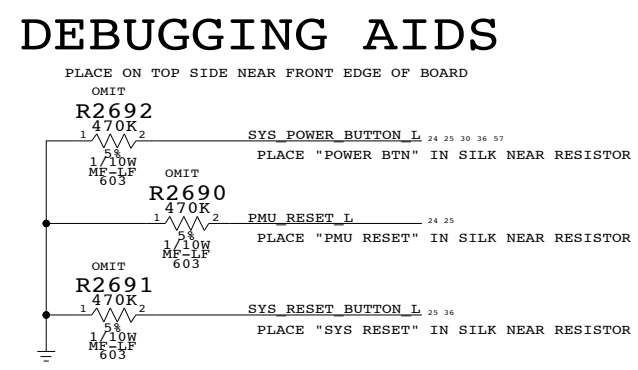 DEBUGGING AIDS
PLACE ON TOP SIDE NEAR FRONT EDGE OF BOARD
OMIT
R2692
470K
1 2
SYS_POWER_BUTTON_L 24 25 30 36 57
5%
1/10W
MF-LF
603
PLACE "POWER BTN" IN SILK NEAR RESISTOR
OMIT
R2690
470K
1 2
PMU_RESET_L 24 25
5%
1/10W
MF-LF
603
PLACE "PMU RESET" IN SILK NEAR RESISTOR
OMIT
R2691
470K
1 2
SYS_RESET_BUTTON_L 25 36
5%
1/10W
MF-LF
603
PLACE "SYS RESET" IN SILK NEAR RESISTOR